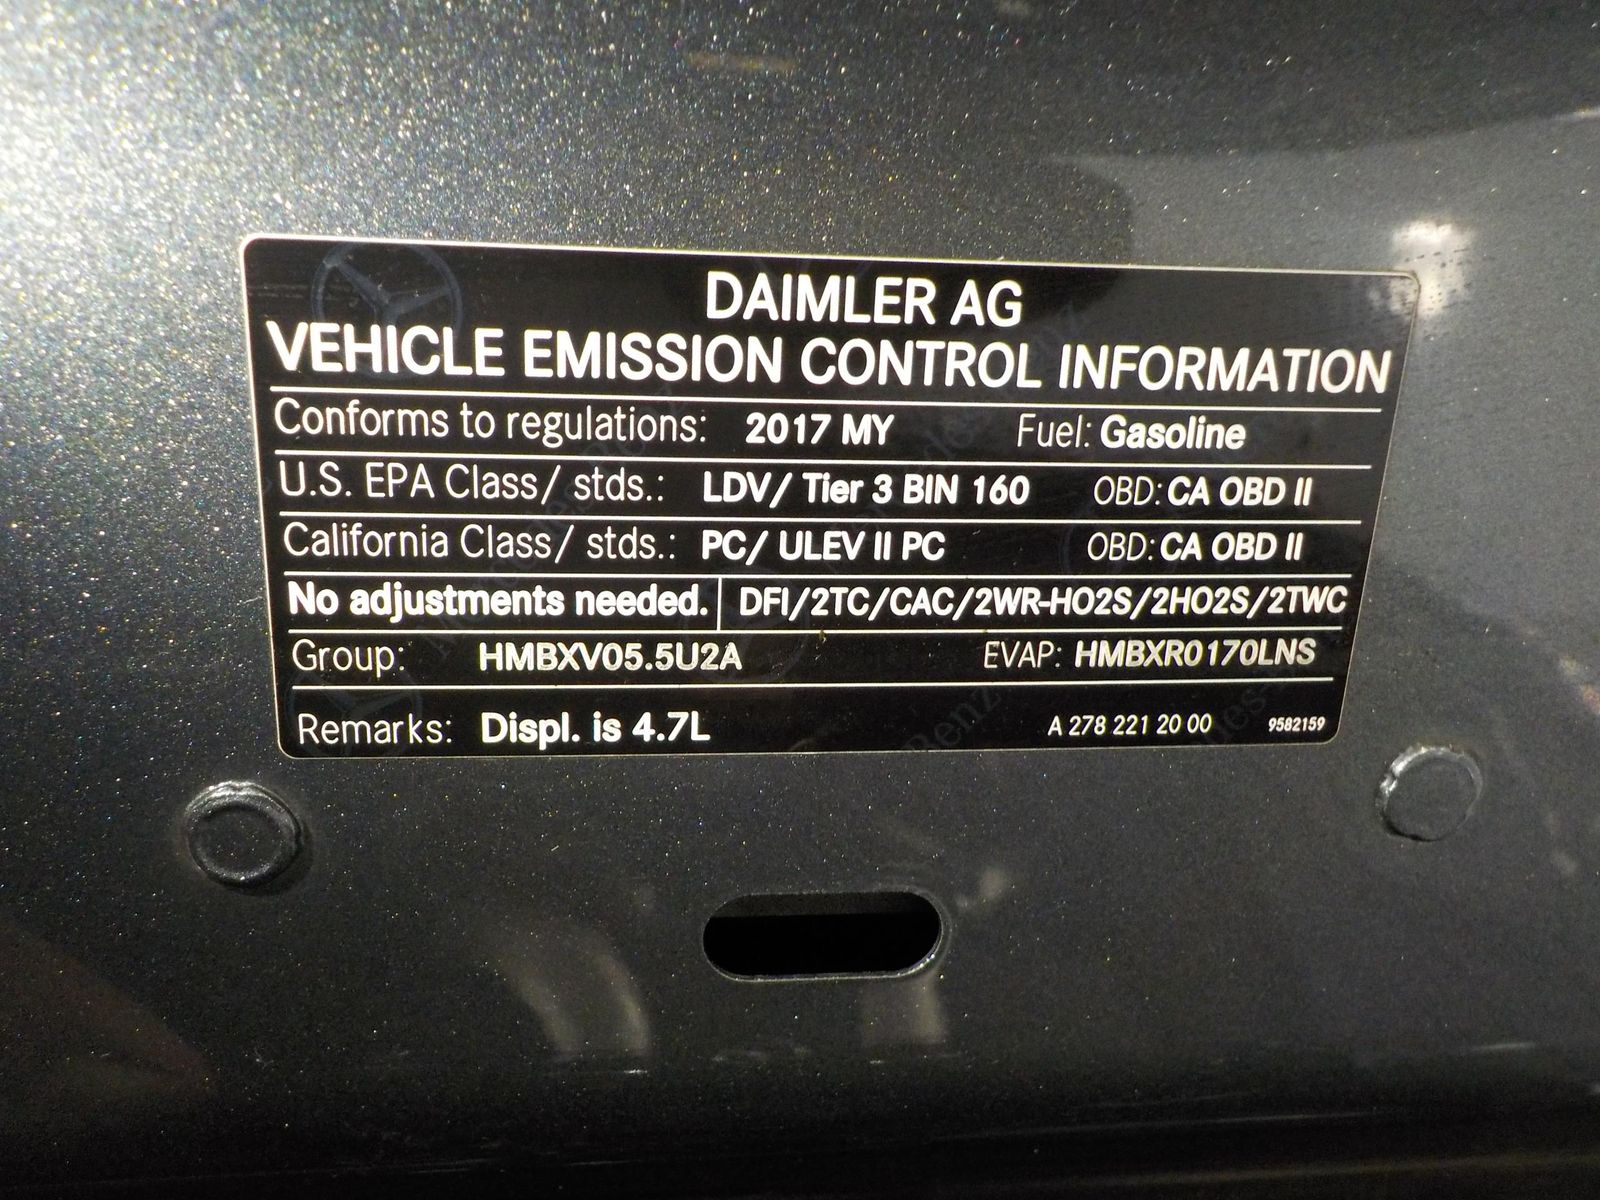 DAIMLER AG
VEHICLE EMISSION CONTROL INFORMATION
Conforms to regulations: 2017 MY Fuel: Gasoline
U.S. EPA Class/ stds.: LDV/ Tier 3 BIN 160 OBD: CA OBD II
California Class/ stds.: PC/ ULEV II PC OBD: CA OBD II
No adjustments needed. DFI/2TC/CAC/2WR-HO2S/2HO2S/2TWC
Group: HMBXV05.5U2A EVAP: HMBXR0170LNS
Remarks: Displ. is 4.7L A 278 221 20 00 9582159